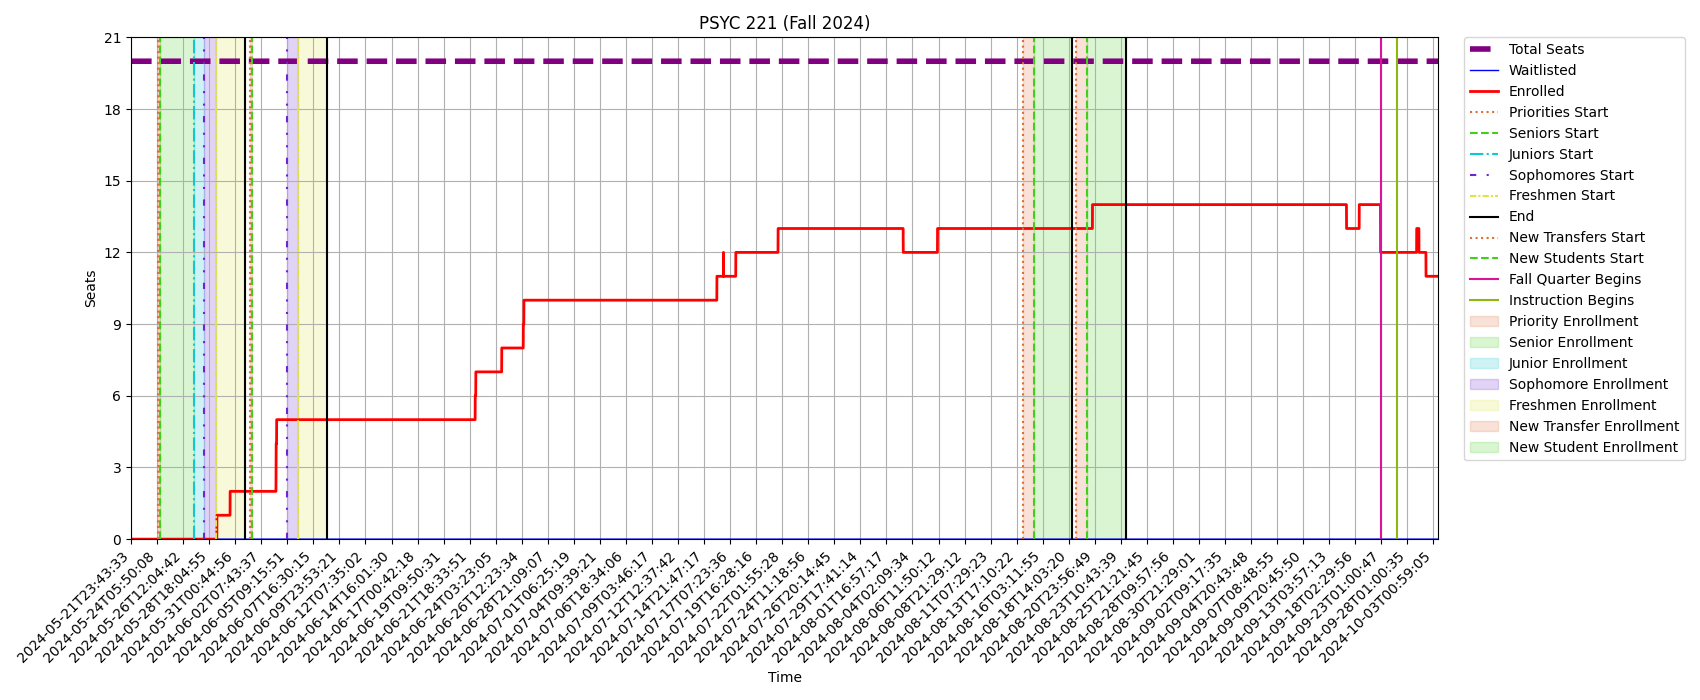 PSYC 221 (Fall 2024)
21
18
15
12
9
6
3
0
Seats
2024-05-21T23:43:33
2024-05-24T05:50:08
2024-05-26T12:04:42
2024-05-28T18:04:55
2024-05-31T00:44:56
2024-06-02T07:43:37
2024-06-05T09:15:51
2024-06-07T16:30:15
2024-06-09T23:53:21
2024-06-12T07:35:02
2024-06-14T16:01:30
2024-06-17T00:42:18
2024-06-19T09:50:31
2024-06-21T18:33:51
2024-06-24T03:23:05
2024-06-26T12:23:34
2024-06-28T21:09:07
2024-07-01T06:25:19
2024-07-04T09:39:21
2024-07-06T18:34:06
2024-07-09T03:46:17
2024-07-12T12:37:42
2024-07-14T21:47:17
2024-07-17T07:23:36
2024-07-19T16:28:16
2024-07-22T01:55:28
2024-07-24T11:18:56
2024-07-26T20:14:45
2024-07-29T17:41:14
2024-08-01T16:57:17
2024-08-04T02:09:34
2024-08-06T11:50:12
2024-08-08T21:29:12
2024-08-11T07:29:23
2024-08-13T17:10:22
2024-08-16T03:11:55
2024-08-18T14:03:20
2024-08-20T23:56:49
2024-08-23T10:43:39
2024-08-25T21:21:45
2024-08-28T09:57:56
2024-08-30T21:29:01
2024-09-02T09:17:35
2024-09-04T20:43:48
2024-09-07T08:48:55
2024-09-09T20:45:50
2024-09-13T03:57:13
2024-09-18T02:29:56
2024-09-23T01:00:47
2024-09-28T01:00:35
2024-10-03T00:59:05
Time
Total Seats
Waitlisted
Enrolled
Priorities Start
Seniors Start
Juniors Start
Sophomores Start
Freshmen Start
End
New Transfers Start
New Students Start
Fall Quarter Begins
Instruction Begins
Priority Enrollment
Senior Enrollment
Junior Enrollment
Sophomore Enrollment
Freshmen Enrollment
New Transfer Enrollment
New Student Enrollment